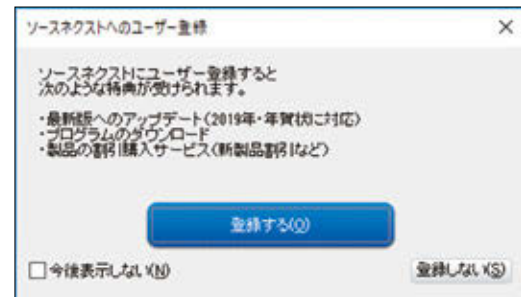 ソースネクストへのユーザー登録
ソースネクストにユーザー登録すると
次のような特典が受けられます。
・最新版へのアップデート(2019年・年賀状に対応)
・プログラムのダウンロード
・製品の割引購入サービス(新製品割引など)
登録する(O)
今後表示しない(N)
登録しない(S)